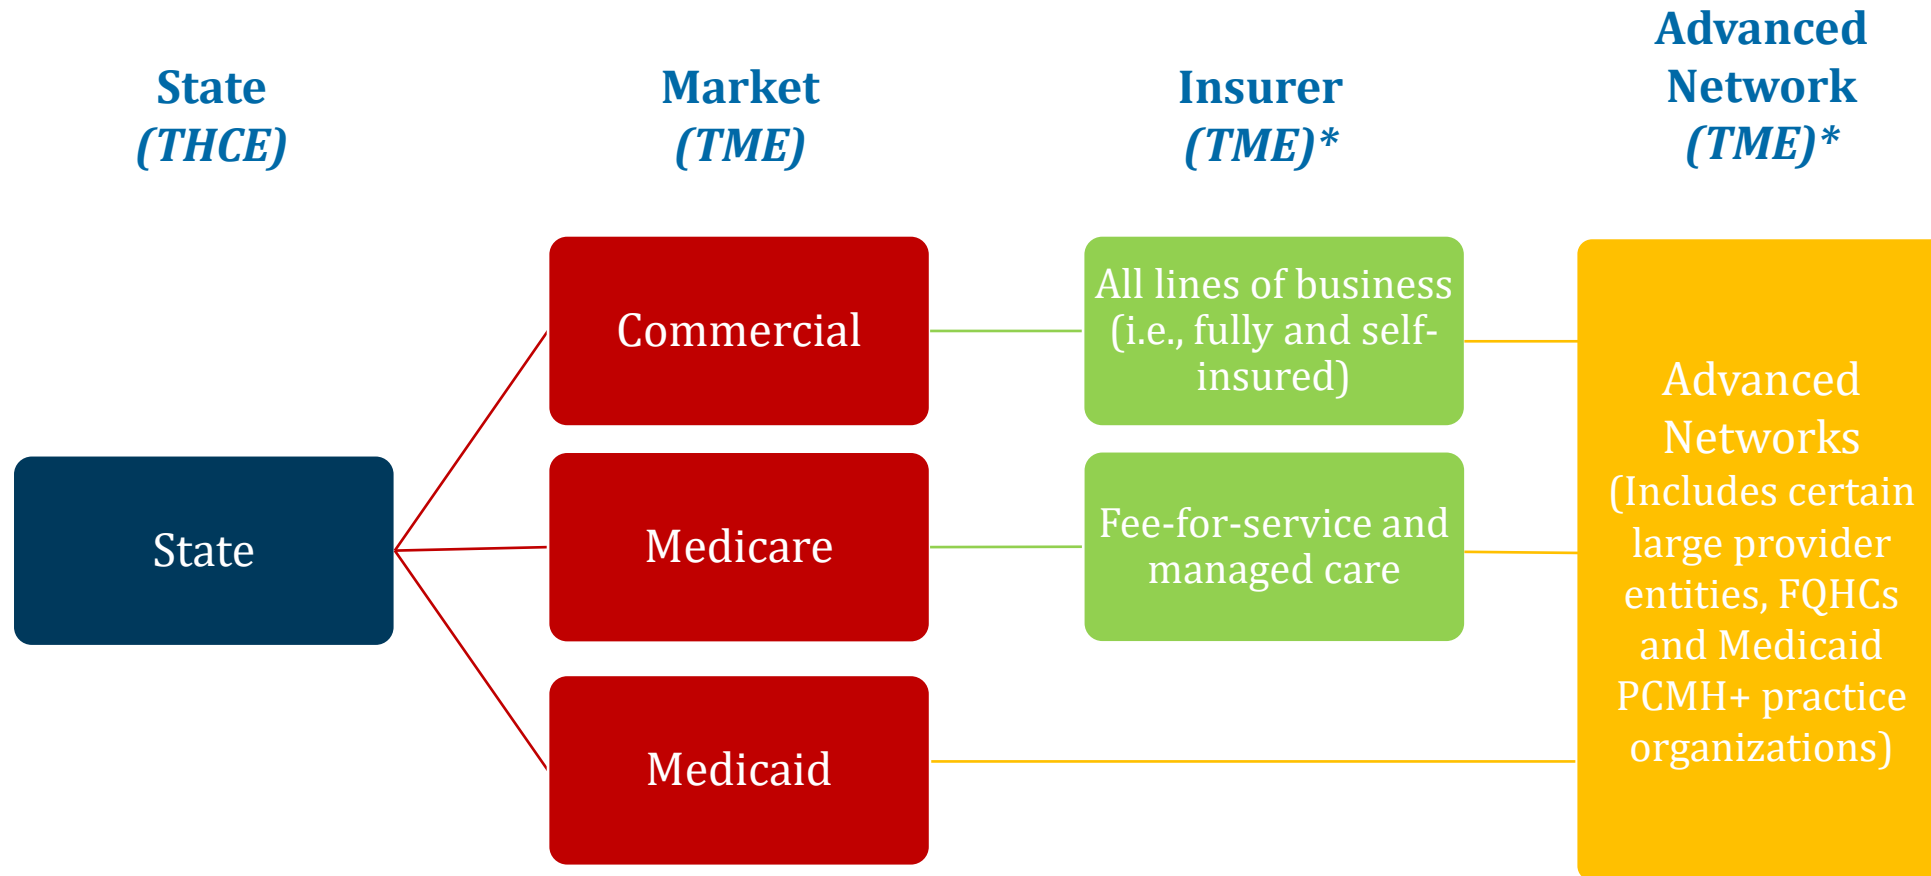 State
(THCE)
Market
(TME)
Insurer
(TME)*
Advanced
Network
(TME)*
State
Commercial
Medicare
Medicaid
All lines of business
(i.e., fully and self-
insured)
Fee-for-service and
managed care
Advanced
Networks
(Includes certain
large provider
entities, FQHCs
and Medicaid
PCMH+ practice
organizations)